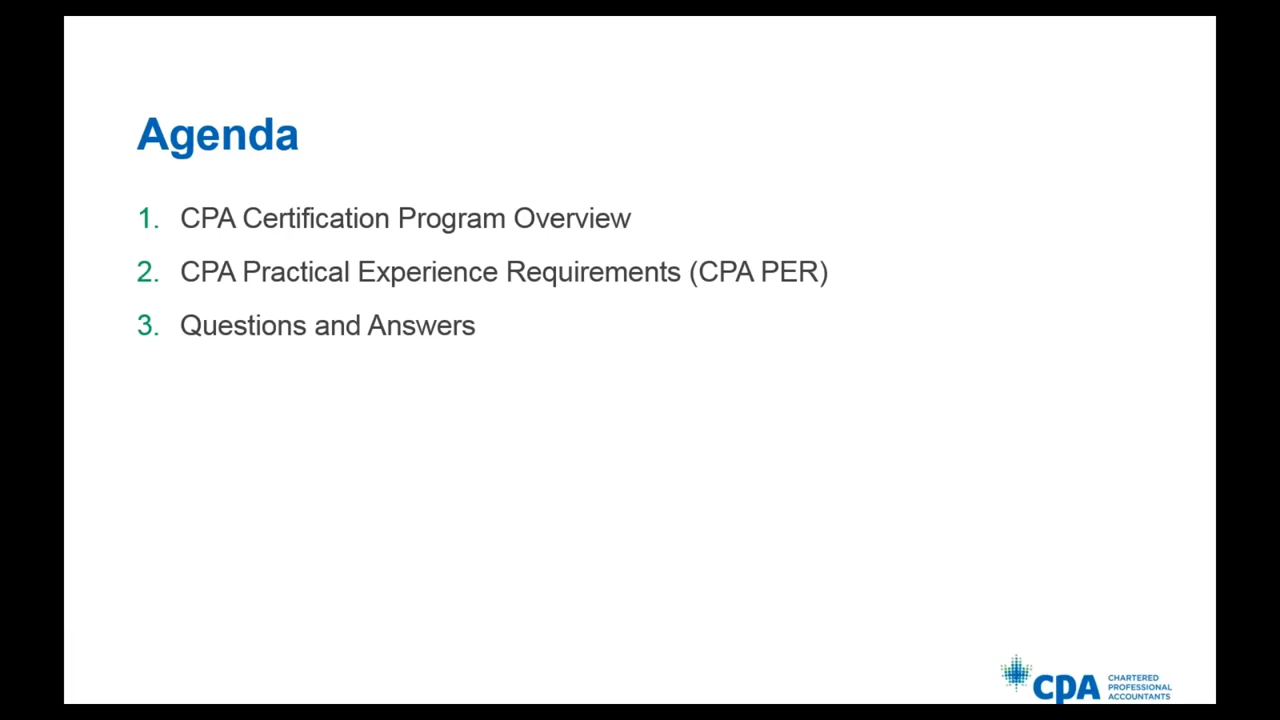 Agenda
1. CPA Certification Program Overview
2. CPA Practical Experience Requirements (CPA PER)
3. Questions and Answers
CPA
CHARTERED
PROFESSIONAL
ACCOUNTANTS